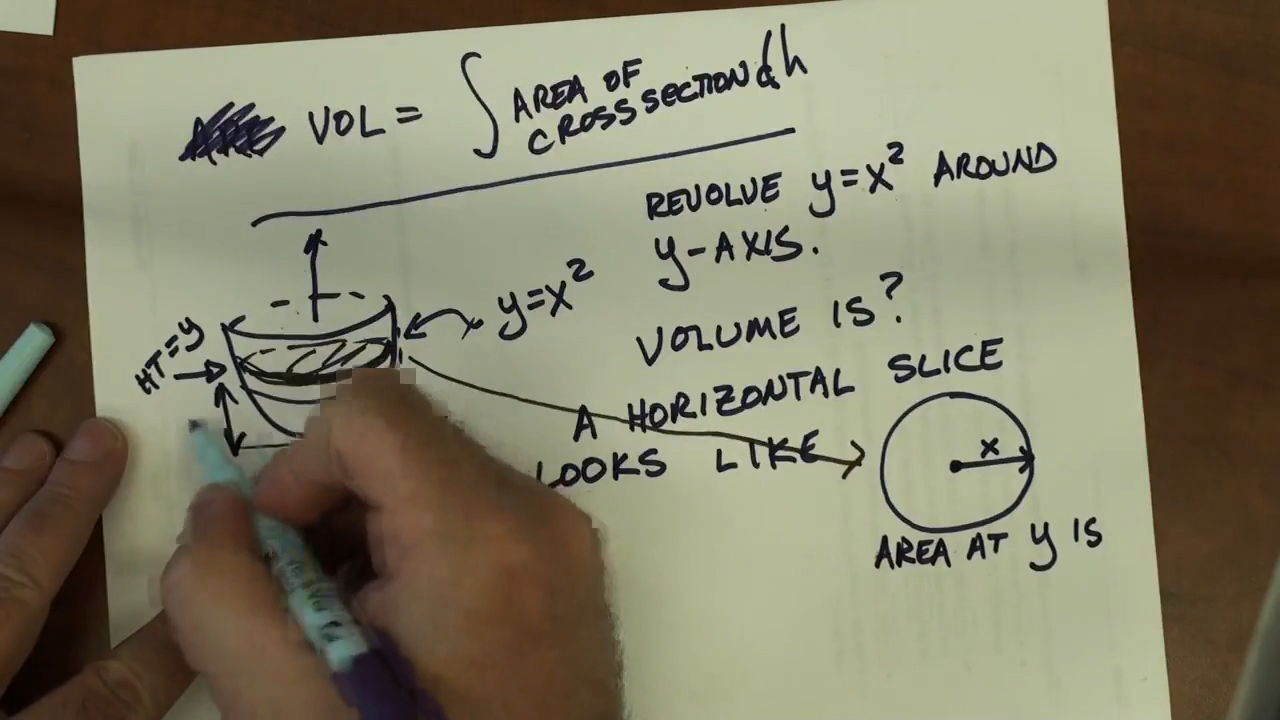 VOL = ∫ AREA OF
CROSS SECTION dh
REVOLVE y=x² AROUND
y-AXIS.
y=x²
HT=y
VOLUME IS?
A HORIZONTAL SLICE
LOOKS LIKE
x
AREA AT y IS